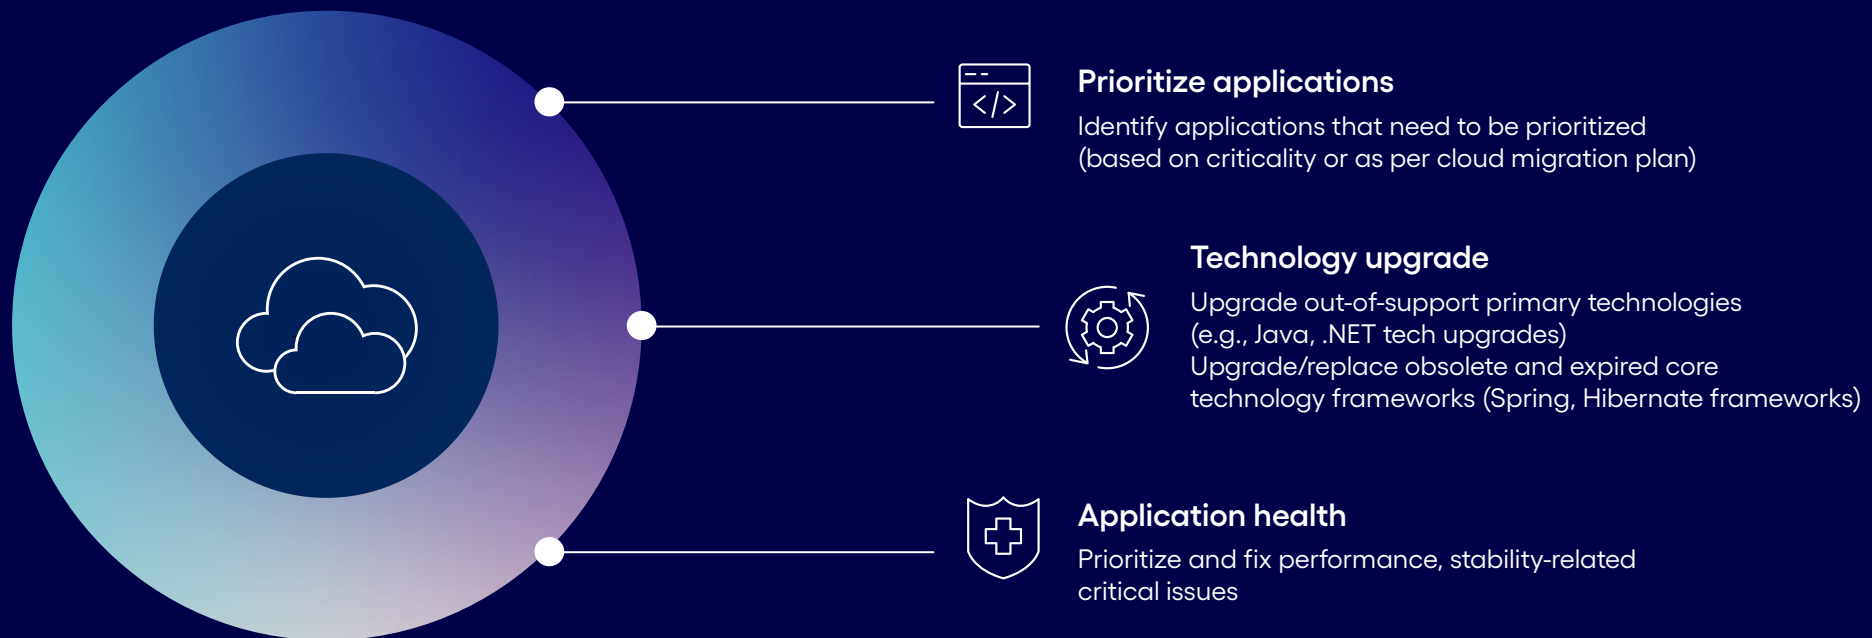 Prioritize applications
Identify applications that need to be prioritized
(based on criticality or as per cloud migration plan)
Technology upgrade
Upgrade out-of-support primary technologies
(e.g., Java, .NET tech upgrades)
Upgrade/replace obsolete and expired core
technology frameworks (Spring, Hibernate frameworks)
Application health
Prioritize and fix performance, stability-related
critical issues